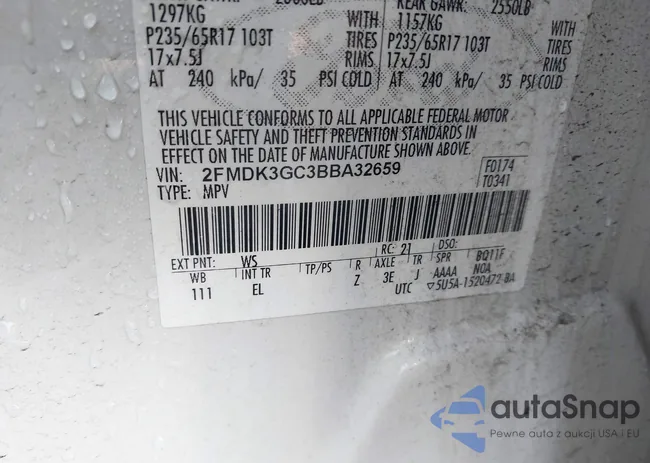 REAR GAWR: 2550LB
1297KG 1157KG
P235/65R17 103T TIRES P235/65R17 103T TIRES
17x7.5J RIMS 17x7.5J RIMS
AT 240 kPa/ 35 PSI COLD AT 240 kPa/ 35 PSI COLD
THIS VEHICLE CONFORMS TO ALL APPLICABLE FEDERAL MOTOR
VEHICLE SAFETY AND THEFT PREVENTION STANDARDS IN
EFFECT ON THE DATE OF MANUFACTURE SHOWN ABOVE.
VIN: 2FMDK3GC3BBA32659 F0174
TYPE: MPV T0341
EXT PNT: WS RC: 21 DSO:
WB INT TR TP/PS R AXLE TR SPR BQ11F
111 EL Z 3E J AAAA NOA
UTC ▽5U5A-1520472-BA
autaSnap
Pewne auta z aukcji USA i EU